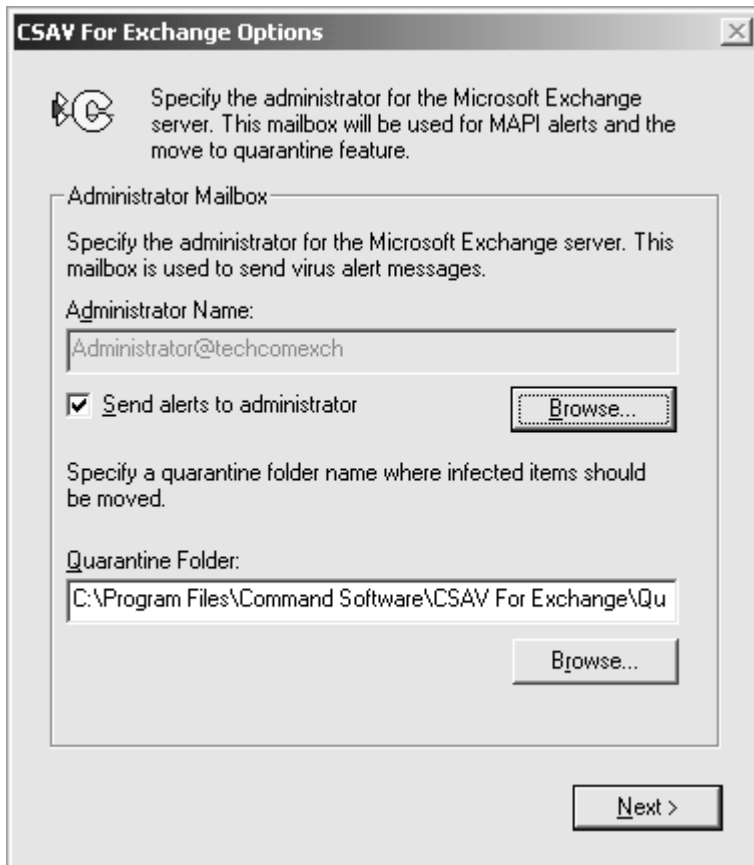 CSAV For Exchange Options
Specify the administrator for the Microsoft Exchange
server. This mailbox will be used for MAPI alerts and the
move to quarantine feature.
Administrator Mailbox
Specify the administrator for the Microsoft Exchange server. This
mailbox is used to send virus alert messages.
Administrator Name:
Administrator@techcomexch
Send alerts to administrator
Browse...
Specify a quarantine folder name where infected items should
be moved.
Quarantine Folder:
C:\Program Files\Command Software\CSAV For Exchange\Qu
Browse...
Next >